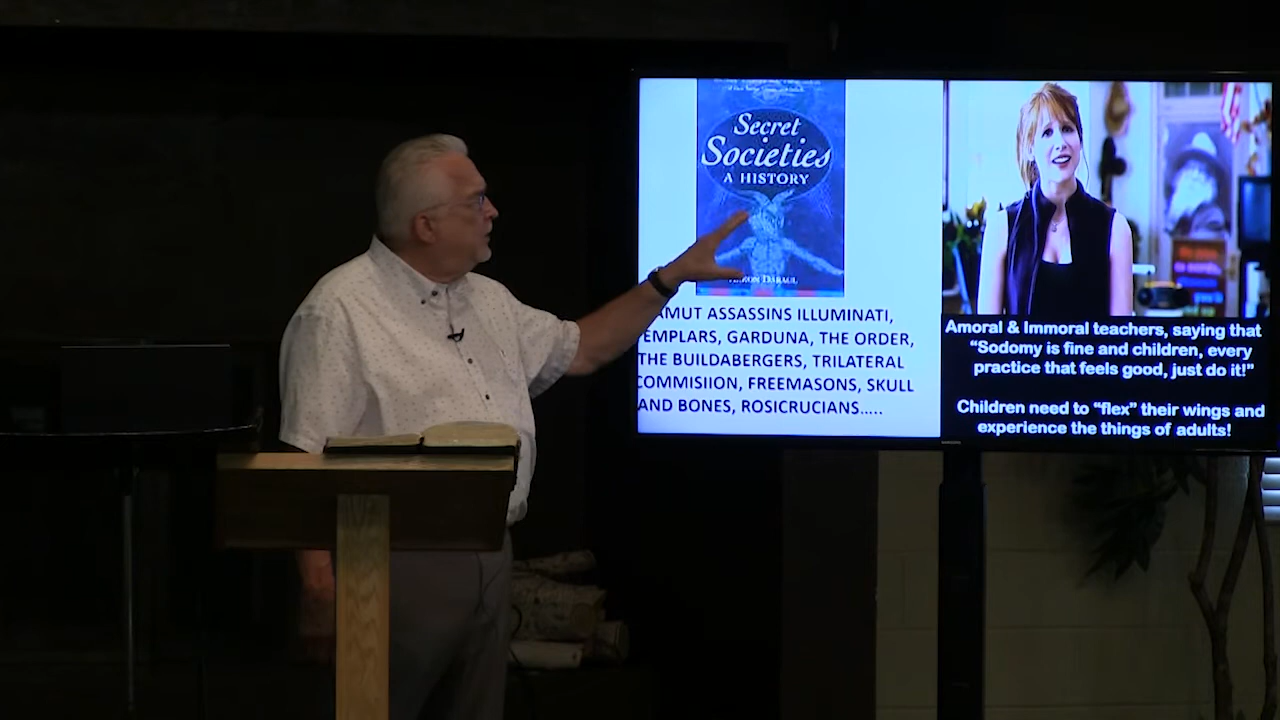 Secret
Societies
A HISTORY
AMUT ASSASSINS ILLUMINATI,
EMPLARS, GARDUNA, THE ORDER,
THE BUILDABERGERS, TRILATERAL
COMMISIION, FREEMASONS, SKULL
AND BONES, ROSICRUCIANS.....
Amoral & Immoral teachers, saying that
“Sodomy is fine and children, every
practice that feels good, just do it!”
Children need to “flex” their wings and
experience the things of adults!